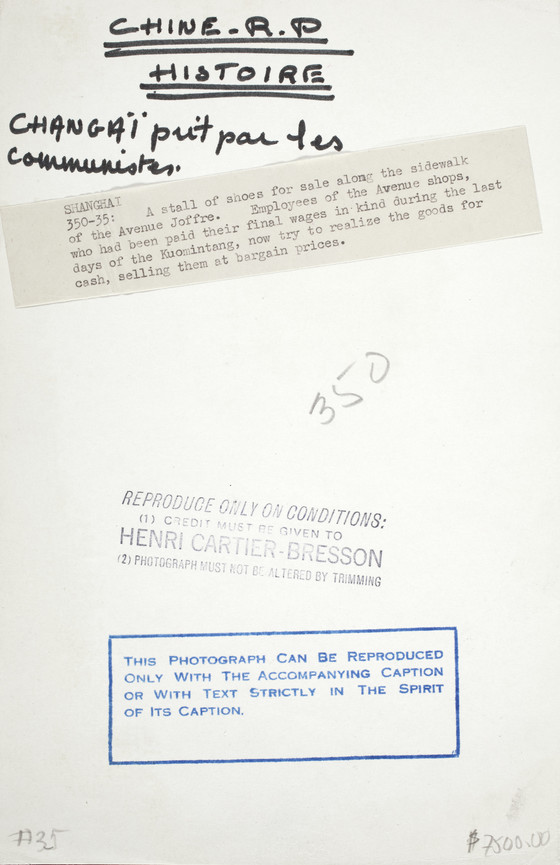 CHINE-R.P
HISTOIRE
CHANGAÏ prit par les
communistes.
SHANGHAI
350-35: A stall of shoes for sale along the sidewalk
of the Avenue Joffre. Employees of the Avenue shops,
who had been paid their final wages in kind during the last
days of the Kuomintang, now try to realize the goods for
cash, selling them at bargain prices.
350
REPRODUCE ONLY ON CONDITIONS:
(1) CREDIT MUST BE GIVEN TO
HENRI CARTIER-BRESSON
(2) PHOTOGRAPH MUST NOT BE ALTERED BY TRIMMING
THIS PHOTOGRAPH CAN BE REPRODUCED
ONLY WITH THE ACCOMPANYING CAPTION
OR WITH TEXT STRICTLY IN THE SPIRIT
OF ITS CAPTION.
#35
$7500.00